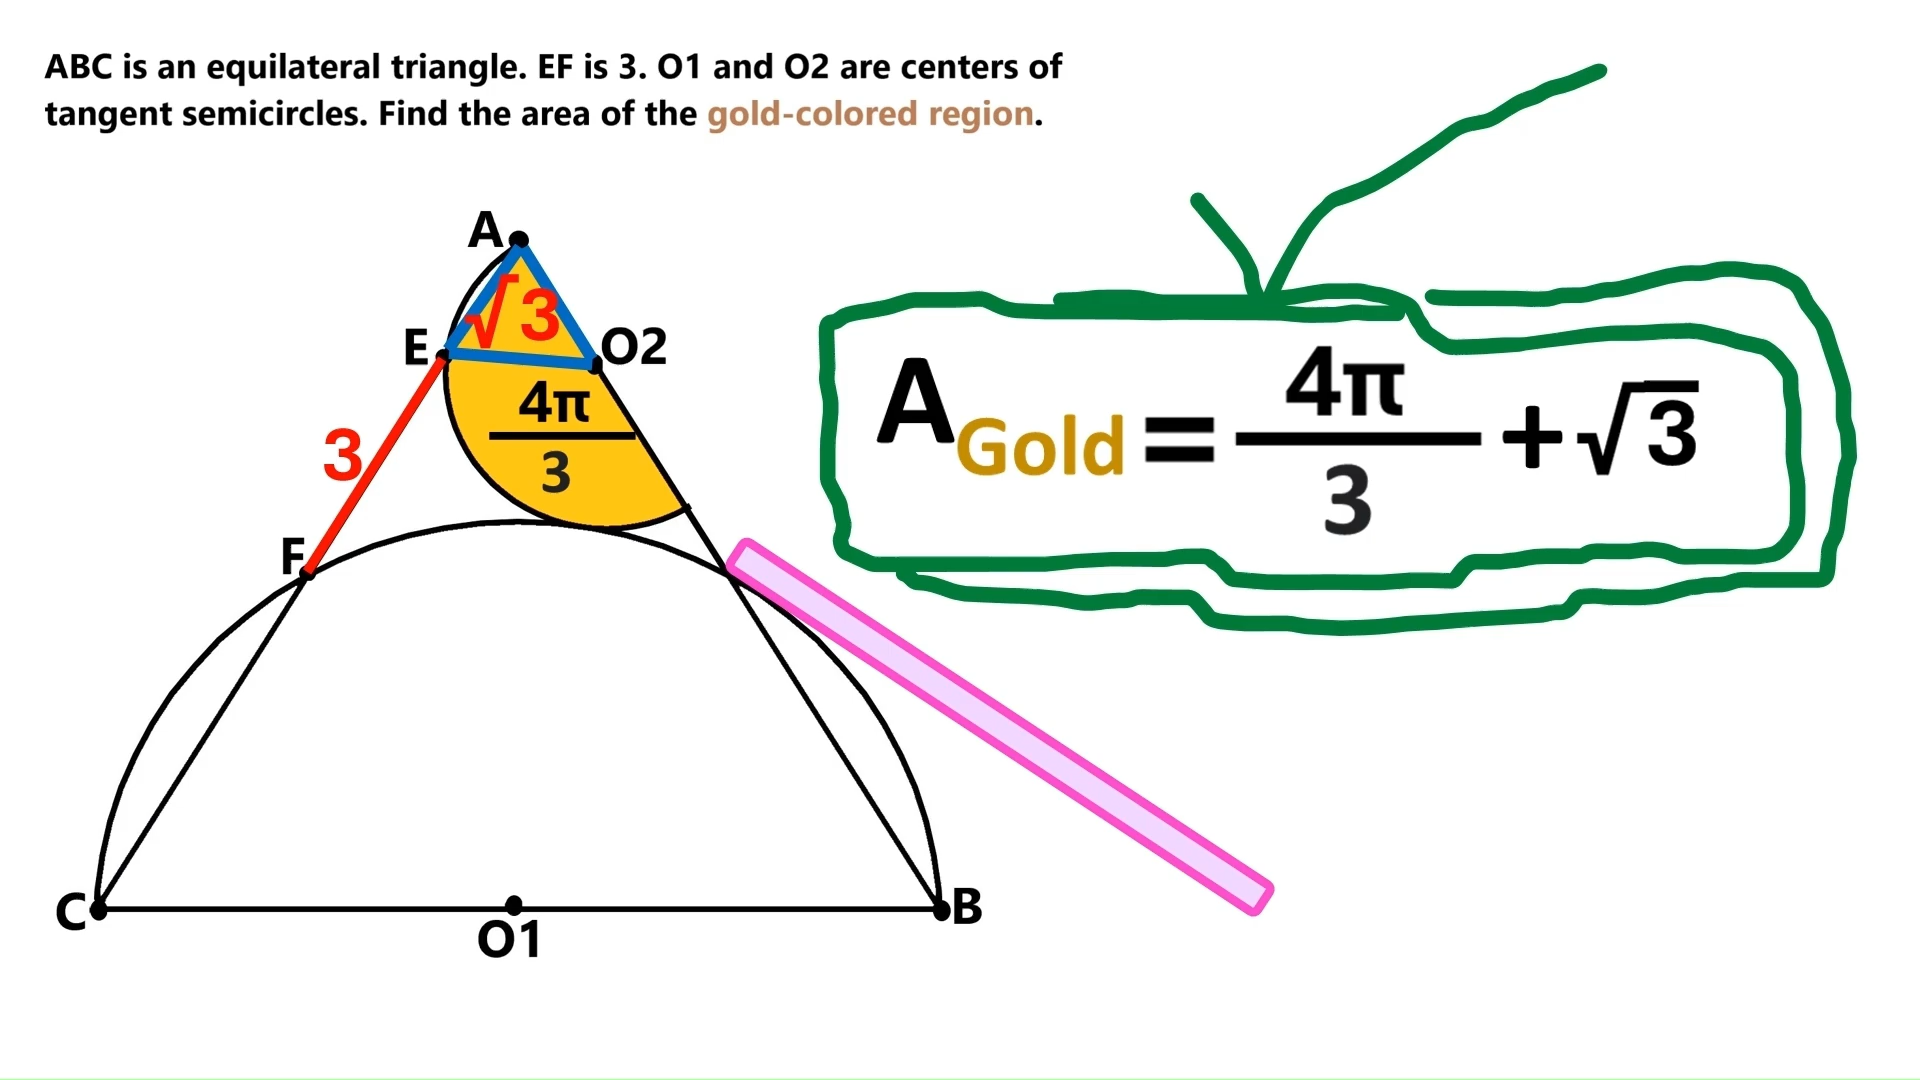 ABC is an equilateral triangle. EF is 3. O1 and O2 are centers of
tangent semicircles. Find the area of the gold-colored region.
A
√3
E
O2
4π
3
3
F
A Gold = 4π/3 + √3
C
B
O1